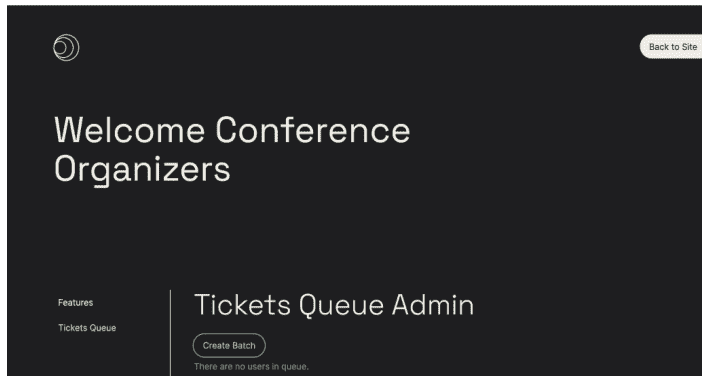 Back to Site
Welcome Conference
Organizers
Features
Tickets Queue
Tickets Queue Admin
Create Batch
There are no users in queue.